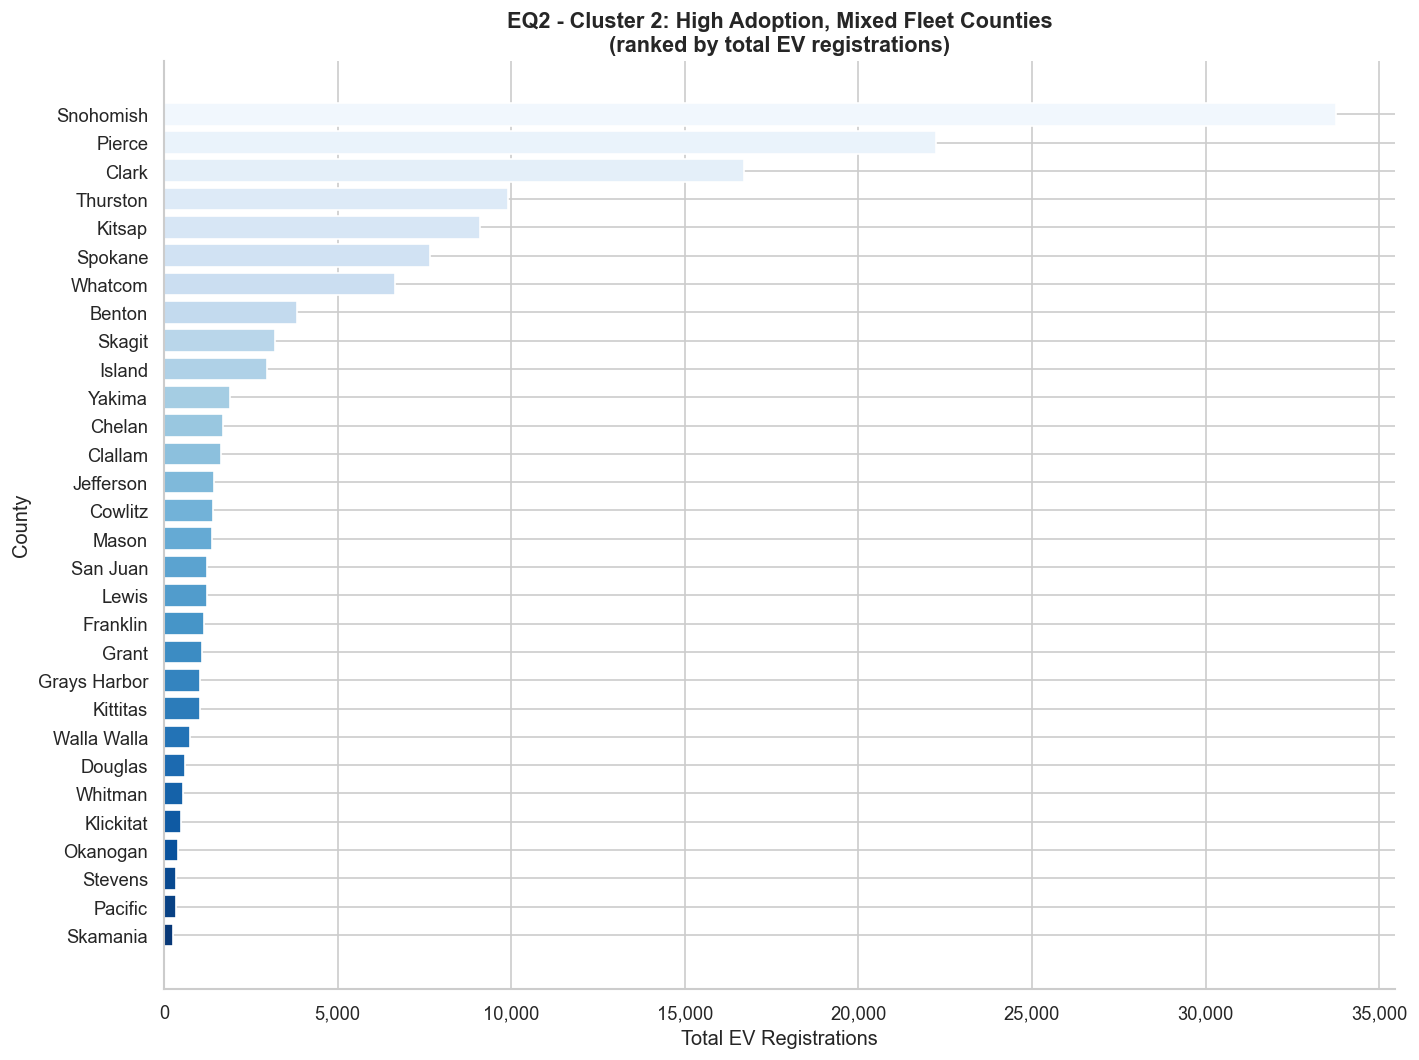 EQ2 - Cluster 2: High Adoption, Mixed Fleet Counties
(ranked by total EV registrations)
County
Snohomish
Pierce
Clark
Thurston
Kitsap
Spokane
Whatcom
Benton
Skagit
Island
Yakima
Chelan
Clallam
Jefferson
Cowlitz
Mason
San Juan
Lewis
Franklin
Grant
Grays Harbor
Kittitas
Walla Walla
Douglas
Whitman
Klickitat
Okanogan
Stevens
Pacific
Skamania
0 5,000 10,000 15,000 20,000 25,000 30,000 35,000
Total EV Registrations